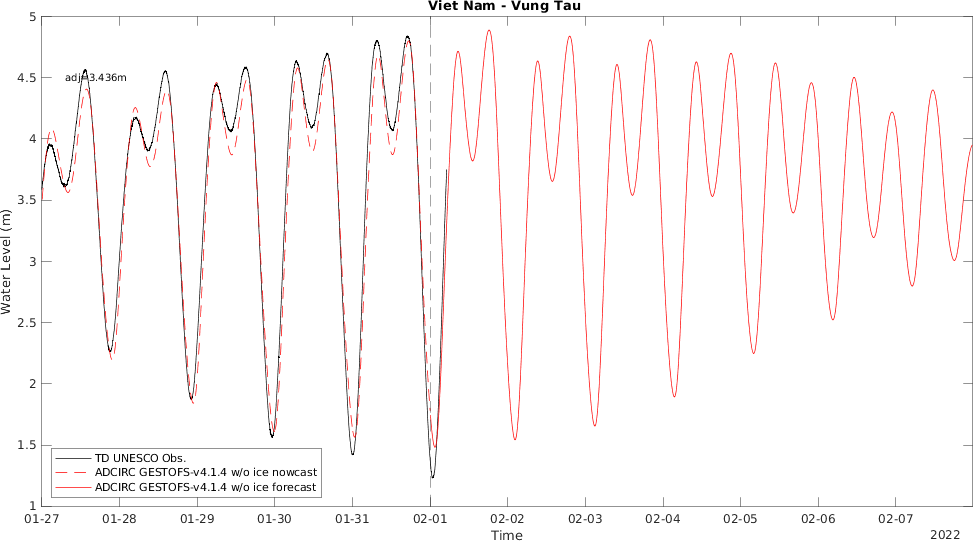 Viet Nam - Vung Tau
5
4.5
4
3.5
3
2.5
2
1.5
1
Water Level (m)
adj=3.436m
TD UNESCO Obs.
ADCIRC GESTOFS-v4.1.4 w/o ice nowcast
ADCIRC GESTOFS-v4.1.4 w/o ice forecast
01-27 01-28 01-29 01-30 01-31 02-01 02-02 02-03 02-04 02-05 02-06 02-07
Time
2022